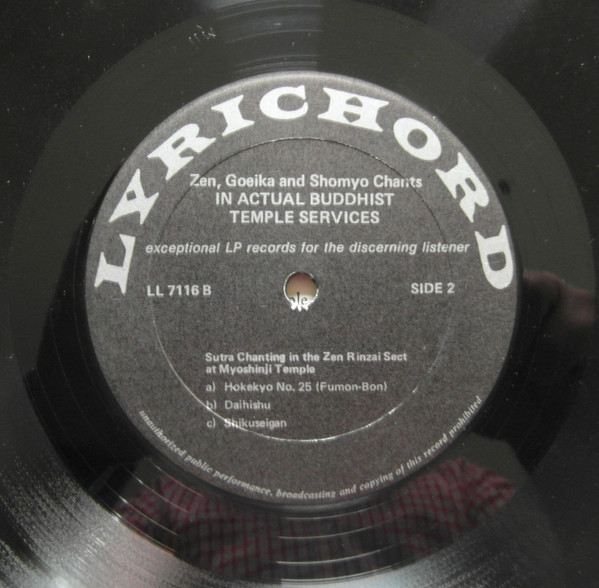 LYRICHORD
Zen, Goeika and Shomyo Chants
IN ACTUAL BUDDHIST
TEMPLE SERVICES
exceptional LP records for the discerning listener
LL 7116 B
SIDE 2
Sutra Chanting in the Zen Rinzai Sect
at Myoshinji Temple
a) Hokekyo No. 25 (Fumon-Bon)
b) Daihishu
c) Shikuseigan
unauthorized public performance, broadcasting and copying of this record prohibited